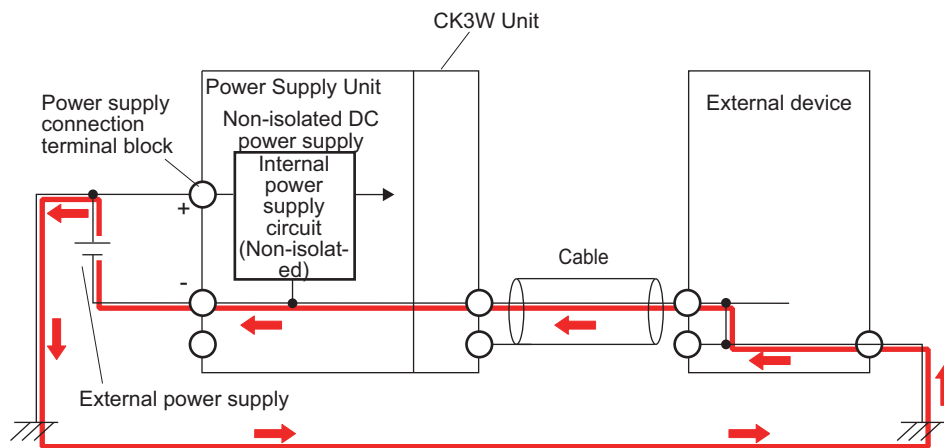 CK3W Unit
Power Supply Unit
Power supply
connection
terminal block
Non-isolated DC
power supply
Internal
power
supply
circuit
(Non-isolat-
ed)
+
-
External device
Cable
External power supply